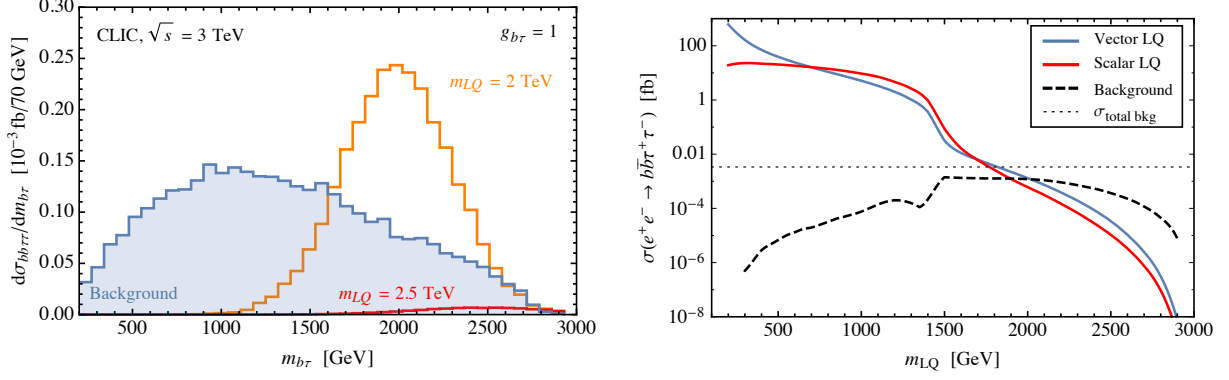 CLIC, √s = 3 TeV
g_{bτ} = 1
m_{LQ} = 2 TeV
m_{LQ} = 2.5 TeV
Background
dσ_{bbττ}/dm_{bτ} [10^{-3} fb/70 GeV]
0.30
0.25
0.20
0.15
0.10
0.05
0.00
500 1000 1500 2000 2500 3000
m_{bτ} [GeV]
σ(e⁺e⁻ → bb̅τ⁺τ⁻) [fb]
100
1
0.01
10^{-4}
10^{-6}
10^{-8}
Vector LQ
Scalar LQ
Background
σ_{total bkg}
500 1000 1500 2000 2500 3000
m_{LQ} [GeV]